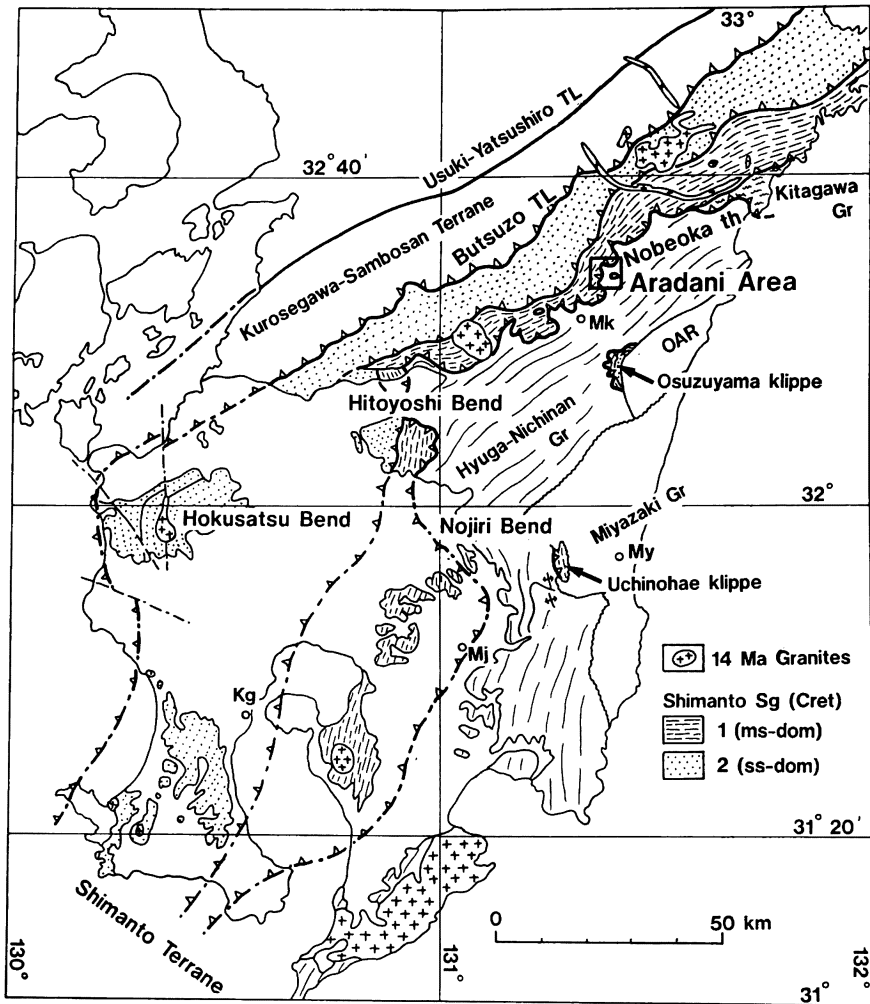 33°
32° 40'
Usuki-Yatsushiro TL
Kurosegawa-Sambosan Terrane
Butsuzo TL
Kitagawa
Gr
Nobeoka th
Aradani Area
Mk
OAR
Osuzuyama klippe
Hitoyoshi Bend
Hyuga-Nichinan
Gr
32°
Hokusatsu Bend
Nojiri Bend
Miyazaki Gr
My
Uchinohae klippe
Mj
Kg
14 Ma Granites
Shimanto Sg (Cret)
1 (ms-dom)
2 (ss-dom)
31° 20'
Shimanto Terrane
0 50 km
130°
131°
132°
31°